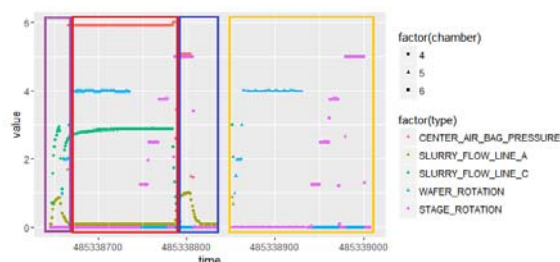 6
4
2
0
value
485338700
485338800
485338900
485339000
time
factor(chamber)
4
5
6
factor(type)
CENTER_AIR_BAG_PRESSURE
SLURRY_FLOW_LINE_A
SLURRY_FLOW_LINE_C
WAFER_ROTATION
STAGE_ROTATION